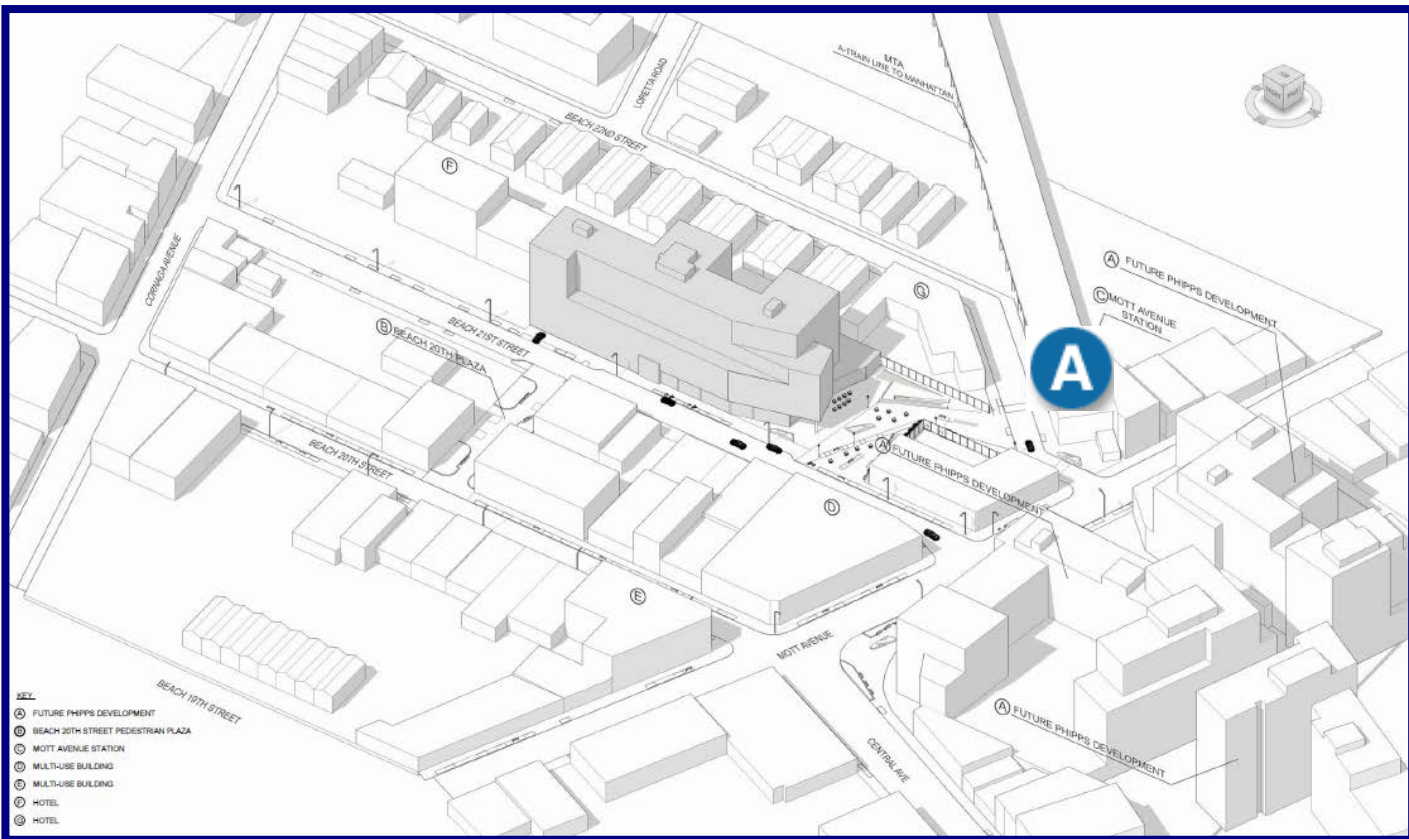 MTA
A-TRAIN LINE TO MANHATTAN
LORETTA ROAD
BEACH 22ND STREET
F
CORNAGA AVENUE
A FUTURE PHIPPS DEVELOPMENT
C MOTT AVENUE
STATION
G
BEACH 21ST STREET
B BEACH 20TH PLAZA
A
BEACH 20TH STREET
A FUTURE PHIPPS DEVELOPMENT
D
E
MOTT AVENUE
BEACH 19TH STREET
A FUTURE PHIPPS DEVELOPMENT
CENTRAL AVE
KEY
A FUTURE PHIPPS DEVELOPMENT
B BEACH 20TH STREET PEDESTRIAN PLAZA
C MOTT AVENUE STATION
D MULTI-USE BUILDING
E MULTI-USE BUILDING
F HOTEL
G HOTEL